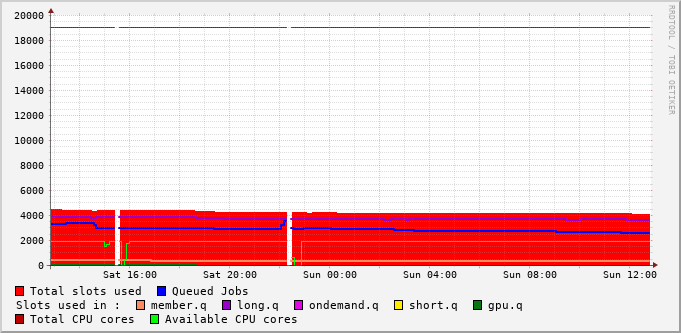 20000
18000
16000
14000
12000
10000
8000
6000
4000
2000
0
Sat 16:00 Sat 20:00 Sun 00:00 Sun 04:00 Sun 08:00 Sun 12:00
Total slots used Queued Jobs
Slots used in : member.q long.q ondemand.q short.q gpu.q
Total CPU cores Available CPU cores
RRDTOOL / TOBI OETIKER